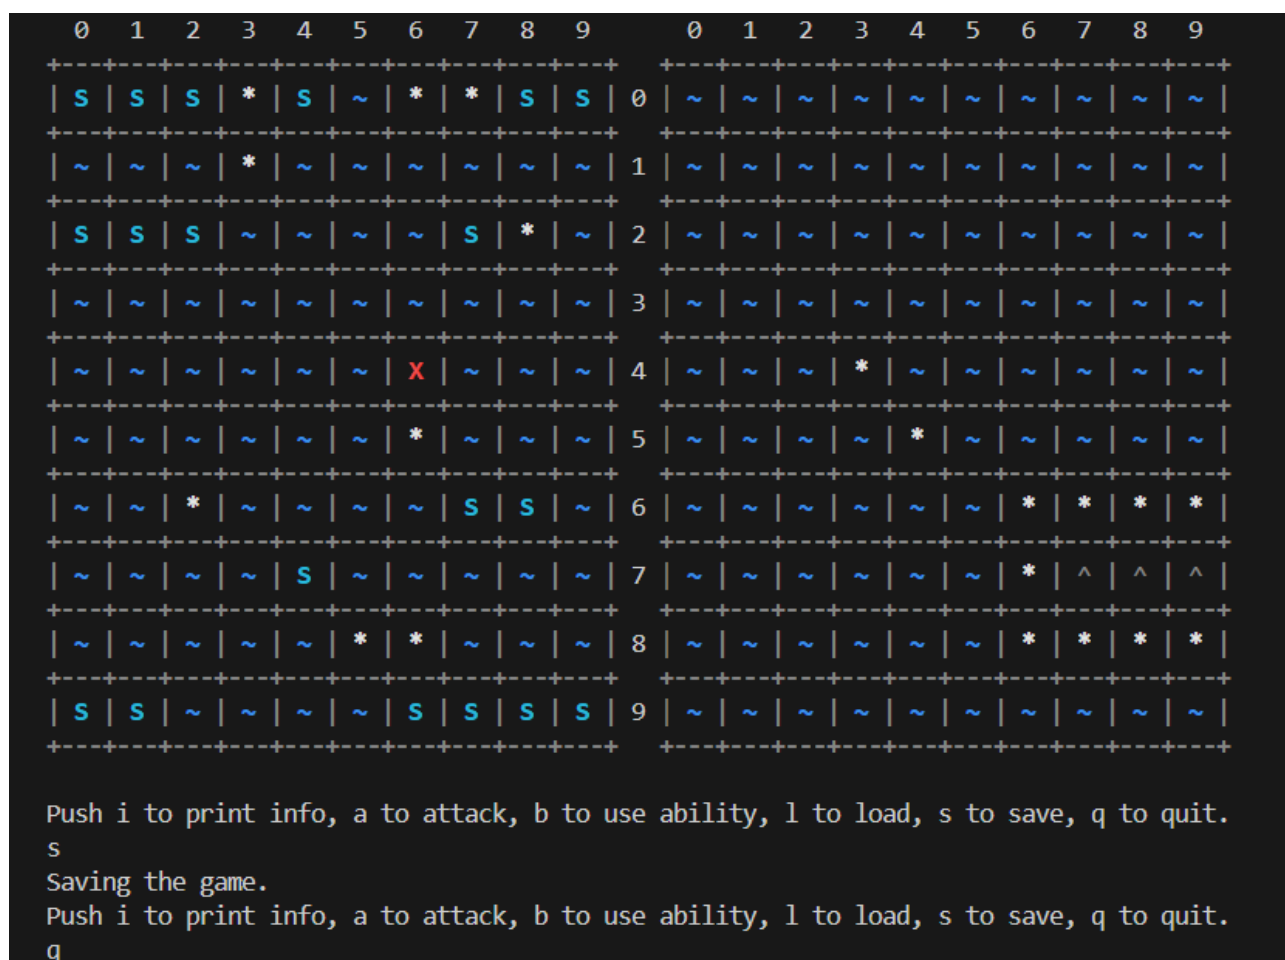 0 1 2 3 4 5 6 7 8 9 0 1 2 3 4 5 6 7 8 9
+---+---+---+---+---+---+---+---+---+---+ +---+---+---+---+---+---+---+---+---+---+
| S | S | S | * | S | ~ | * | * | S | S | 0 | ~ | ~ | ~ | ~ | ~ | ~ | ~ | ~ | ~ | ~ |
+---+---+---+---+---+---+---+---+---+---+ +---+---+---+---+---+---+---+---+---+---+
| ~ | ~ | ~ | * | ~ | ~ | ~ | ~ | ~ | ~ | 1 | ~ | ~ | ~ | ~ | ~ | ~ | ~ | ~ | ~ | ~ |
+---+---+---+---+---+---+---+---+---+---+ +---+---+---+---+---+---+---+---+---+---+
| S | S | S | ~ | ~ | ~ | ~ | S | * | ~ | 2 | ~ | ~ | ~ | ~ | ~ | ~ | ~ | ~ | ~ | ~ |
+---+---+---+---+---+---+---+---+---+---+ +---+---+---+---+---+---+---+---+---+---+
| ~ | ~ | ~ | ~ | ~ | ~ | ~ | ~ | ~ | ~ | 3 | ~ | ~ | ~ | ~ | ~ | ~ | ~ | ~ | ~ | ~ |
+---+---+---+---+---+---+---+---+---+---+ +---+---+---+---+---+---+---+---+---+---+
| ~ | ~ | ~ | ~ | ~ | ~ | X | ~ | ~ | ~ | 4 | ~ | ~ | ~ | * | ~ | ~ | ~ | ~ | ~ | ~ |
+---+---+---+---+---+---+---+---+---+---+ +---+---+---+---+---+---+---+---+---+---+
| ~ | ~ | ~ | ~ | ~ | ~ | * | ~ | ~ | ~ | 5 | ~ | ~ | ~ | ~ | * | ~ | ~ | ~ | ~ | ~ |
+---+---+---+---+---+---+---+---+---+---+ +---+---+---+---+---+---+---+---+---+---+
| ~ | ~ | * | ~ | ~ | ~ | ~ | S | S | ~ | 6 | ~ | ~ | ~ | ~ | ~ | ~ | * | * | * | * |
+---+---+---+---+---+---+---+---+---+---+ +---+---+---+---+---+---+---+---+---+---+
| ~ | ~ | ~ | ~ | S | ~ | ~ | ~ | ~ | ~ | 7 | ~ | ~ | ~ | ~ | ~ | ~ | * | ^ | ^ | ^ |
+---+---+---+---+---+---+---+---+---+---+ +---+---+---+---+---+---+---+---+---+---+
| ~ | ~ | ~ | ~ | ~ | * | * | ~ | ~ | ~ | 8 | ~ | ~ | ~ | ~ | ~ | ~ | * | * | * | * |
+---+---+---+---+---+---+---+---+---+---+ +---+---+---+---+---+---+---+---+---+---+
| S | S | ~ | ~ | ~ | ~ | S | S | S | S | 9 | ~ | ~ | ~ | ~ | ~ | ~ | ~ | ~ | ~ | ~ |
+---+---+---+---+---+---+---+---+---+---+ +---+---+---+---+---+---+---+---+---+---+
Push i to print info, a to attack, b to use ability, l to load, s to save, q to quit.
s
Saving the game.
Push i to print info, a to attack, b to use ability, l to load, s to save, q to quit.
q